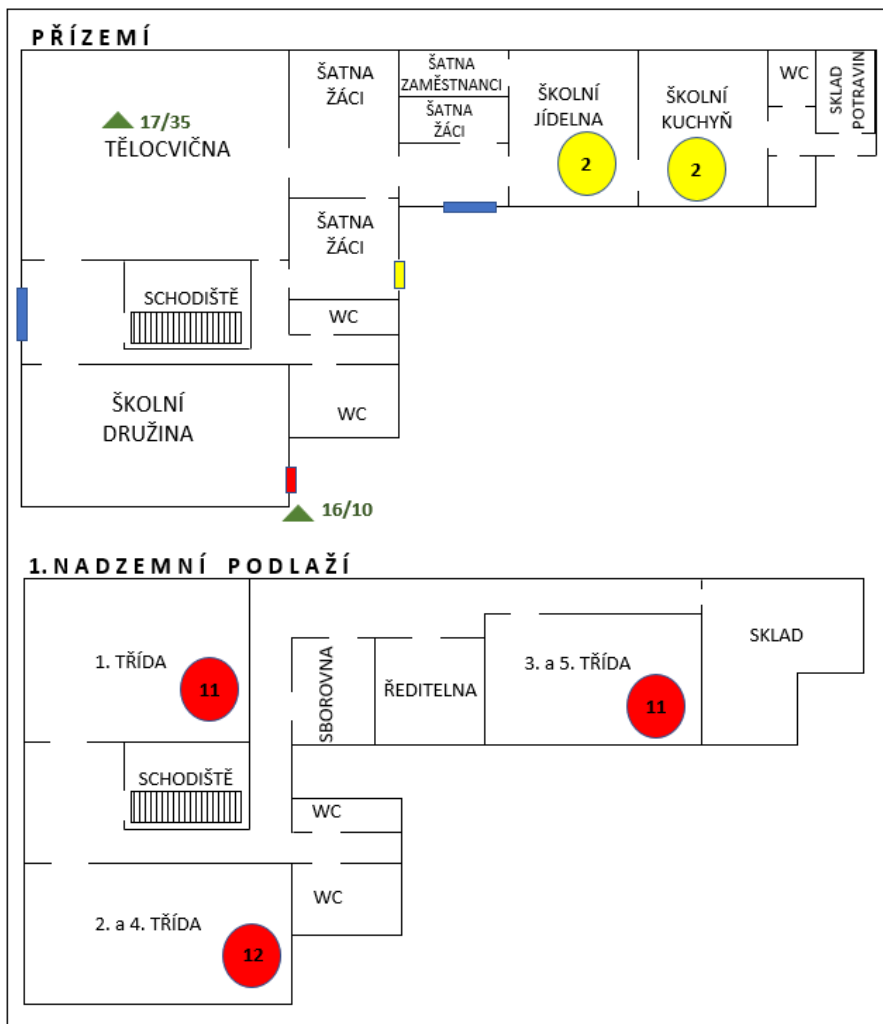 PŘÍZEMÍ
ŠATNA
ŽÁCI
ŠATNA
ZAMĚSTNANCI
ŠATNA
ŽÁCI
ŠKOLNÍ
JÍDELNA
2
ŠKOLNÍ
KUCHYŇ
2
WC
SKLAD
POTRAVIN
17/35
TĚLOCVIČNA
ŠATNA
ŽÁCI
SCHODIŠTĚ
WC
ŠKOLNÍ
DRUŽINA
WC
16/10
1. NADZEMNÍ PODLAŽÍ
1. TŘÍDA
11
SBOROVNA
ŘEDITELNA
3. a 5. TŘÍDA
11
SKLAD
SCHODIŠTĚ
WC
2. a 4. TŘÍDA
12
WC